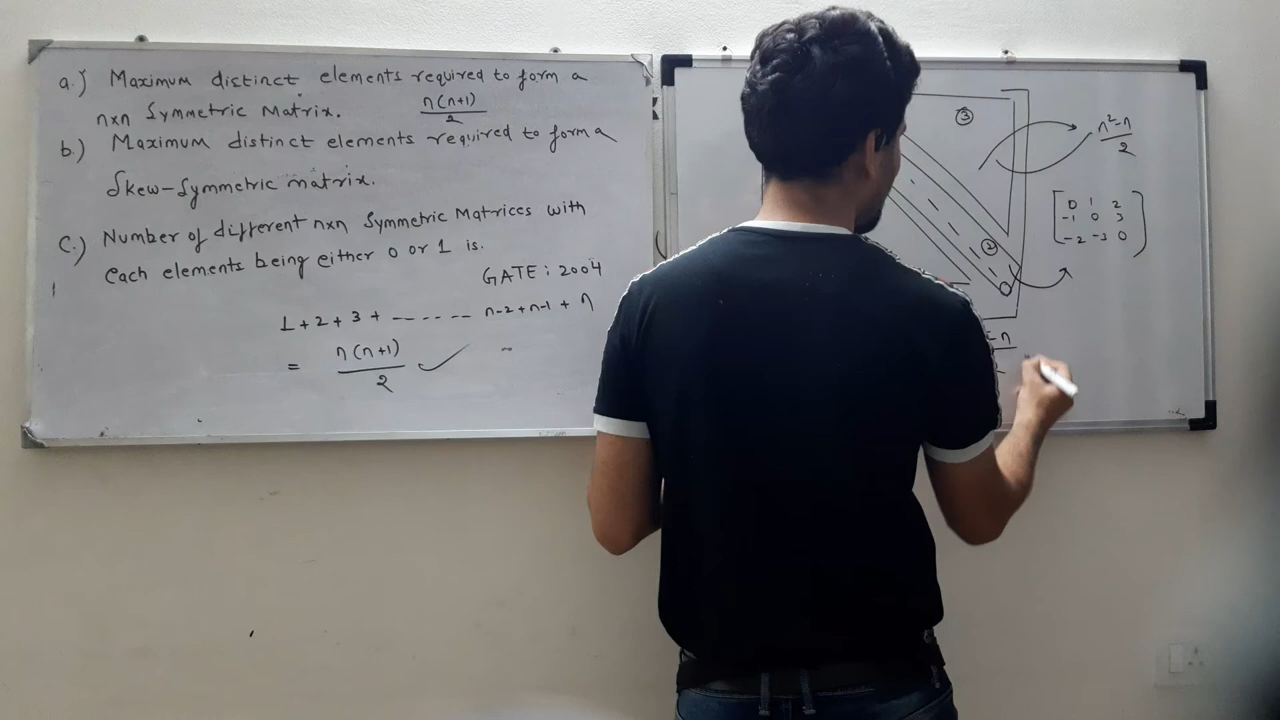 a.) Maximum distinct elements required to form a
nxn Symmetric Matrix. n(n+1)/2
b.) Maximum distinct elements required to form a
Skew-Symmetric matrix.
C.) Number of different nxn Symmetric Matrices with
each elements being either 0 or 1 is.
GATE: 2004
1+2+3+ ------ n-2+n-1+n
= n(n+1)/2 ✓
③
n²-n/2
0 1 2
-1 0 3
-2 -3 0
②
-n